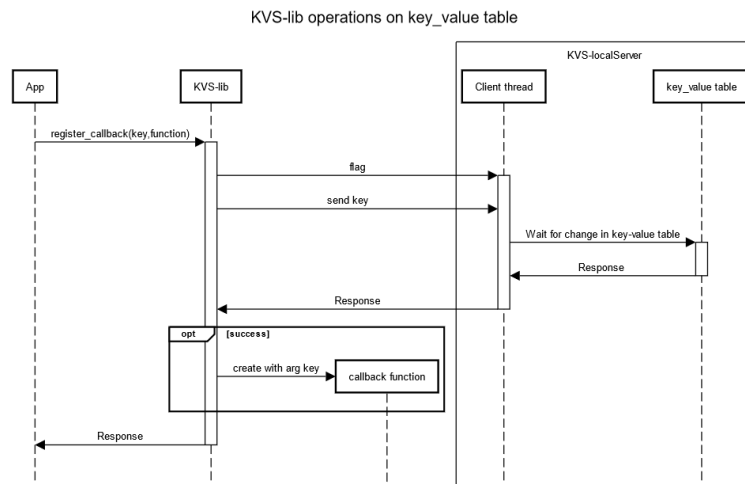 KVS-lib operations on key_value table
KVS-localServer
App
KVS-lib
Client thread
key_value table
register_callback(key,function)
flag
send key
Wait for change in key-value table
Response
Response
opt
[success]
create with arg key
callback function
Response